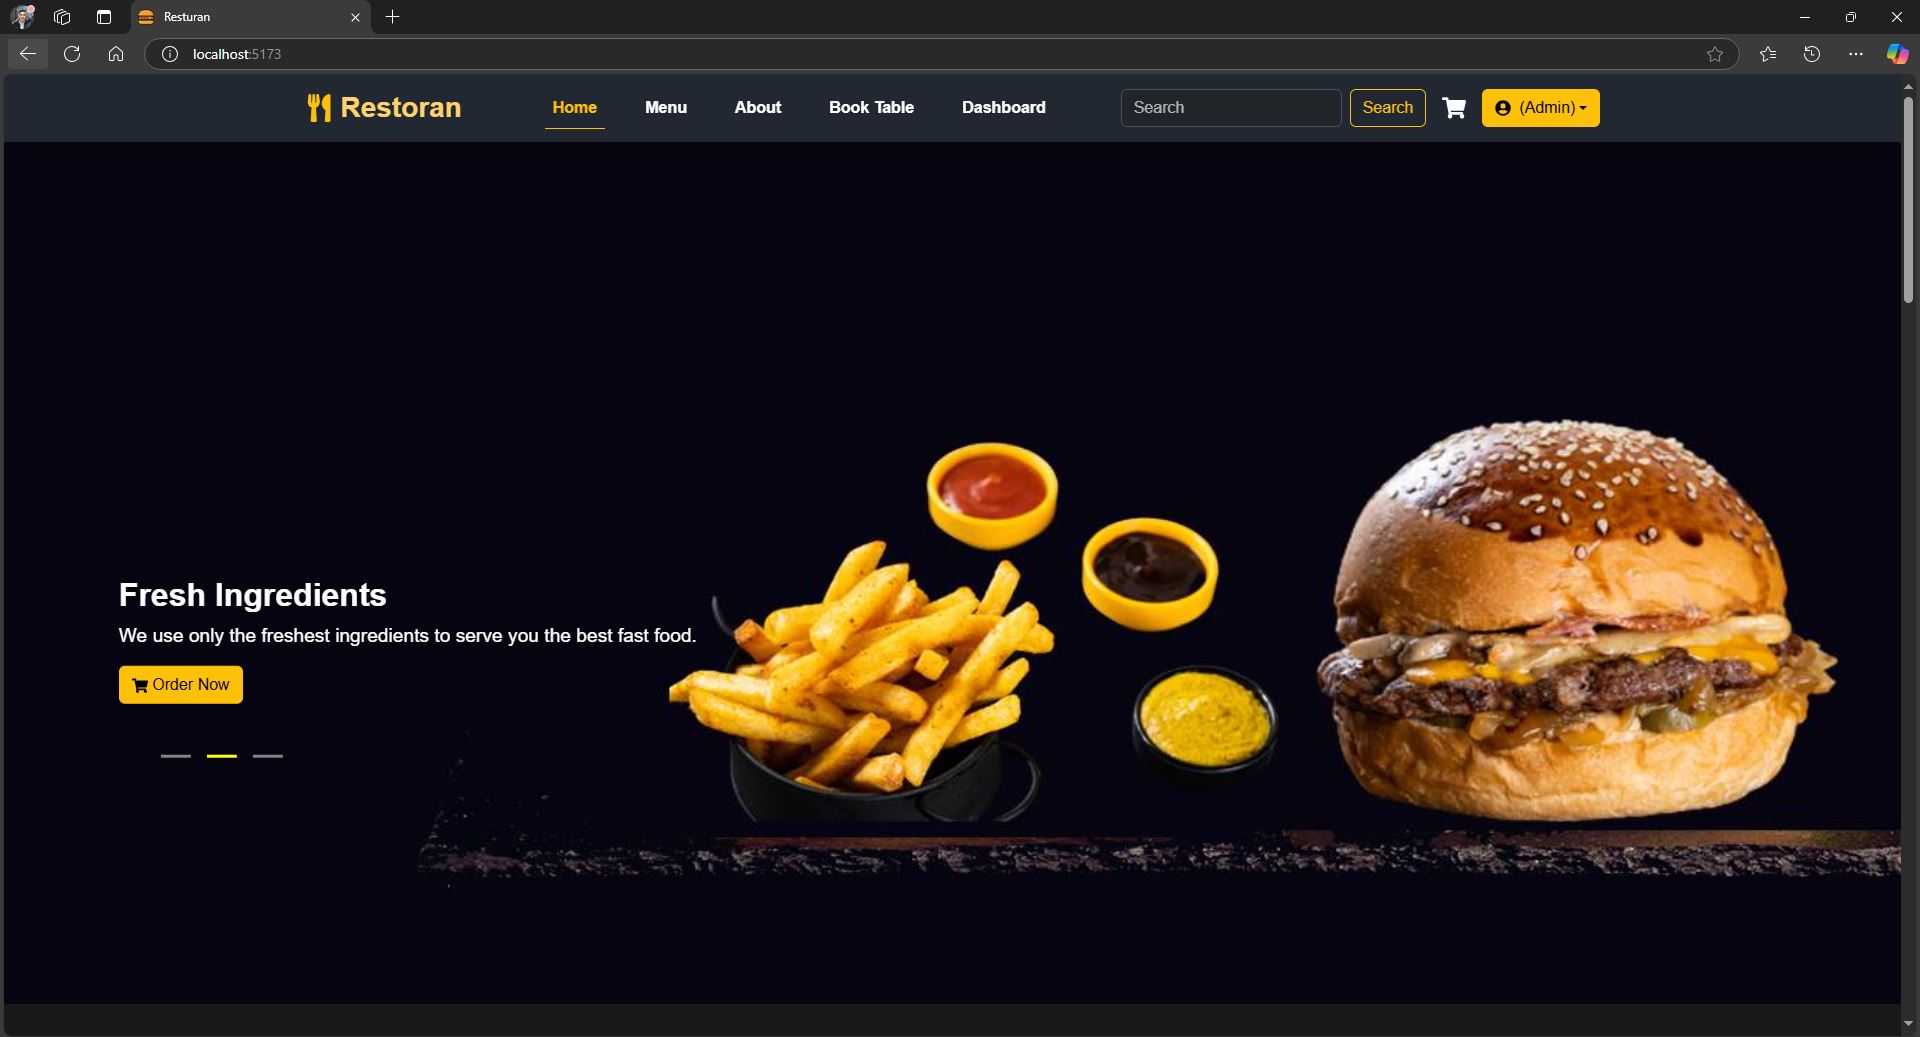 Resturan
localhost:5173
Restoran
Home Menu About Book Table Dashboard Search Search (Admin)
Fresh Ingredients
We use only the freshest ingredients to serve you the best fast food.
Order Now